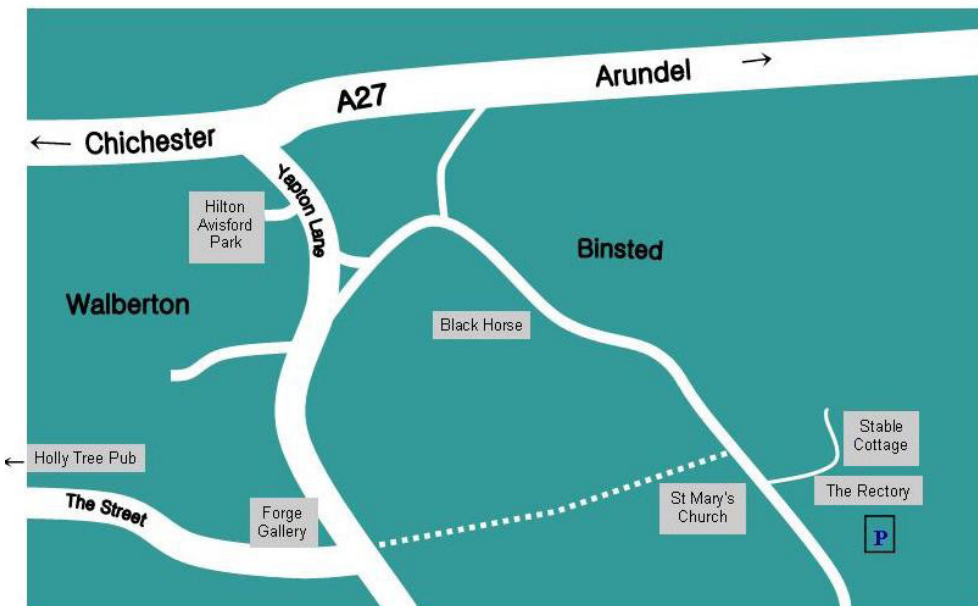 Arundel →
A27
← Chichester
Yapton Lane
Hilton
Avisford
Park
Binsted
Walberton
Black Horse
Stable
Cottage
← Holly Tree Pub
The Rectory
St Mary's
Church
The Street
Forge
Gallery
P